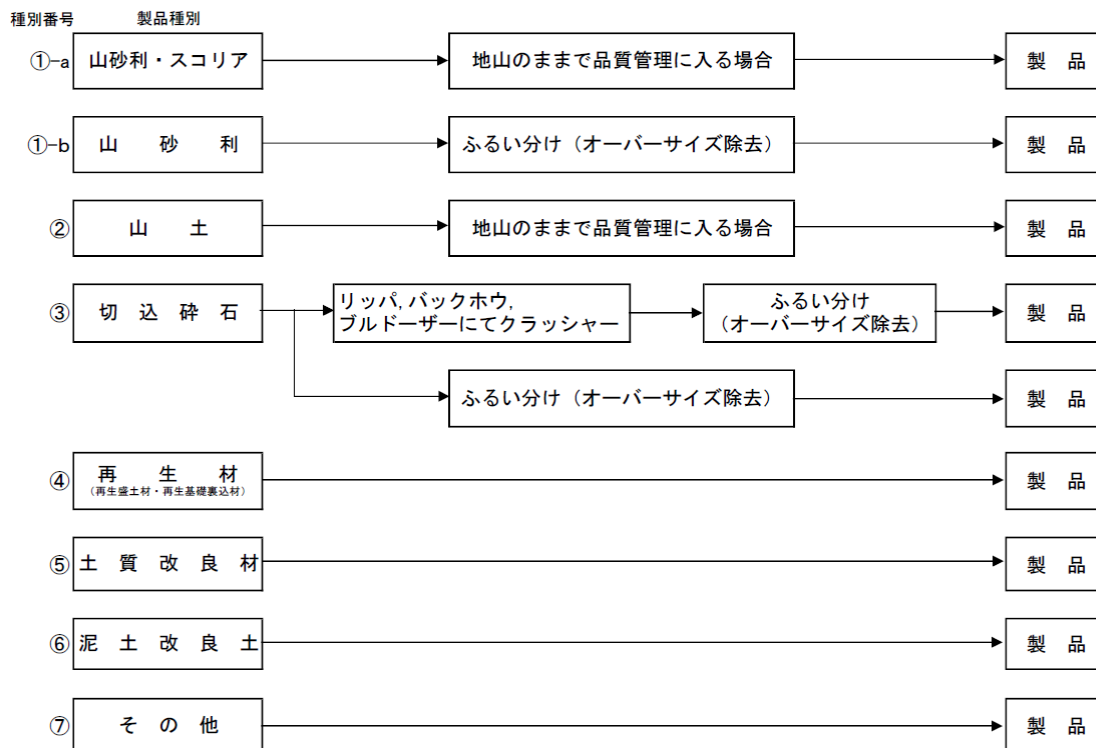 種別番号 製品種別
①-a 山砂利・スコリア 地山のままで品質管理に入る場合 製品
①-b 山砂利 ふるい分け（オーバーサイズ除去） 製品
② 山土 地山のままで品質管理に入る場合 製品
③ 切込砕石
リッパ,バックホウ,
ブルドーザーにてクラッシャー
ふるい分け
（オーバーサイズ除去）
製品
ふるい分け（オーバーサイズ除去） 製品
④ 再生材
（再生盛土材・再生基礎裏込材）
製品
⑤ 土質改良材 製品
⑥ 泥土改良土 製品
⑦ その他 製品